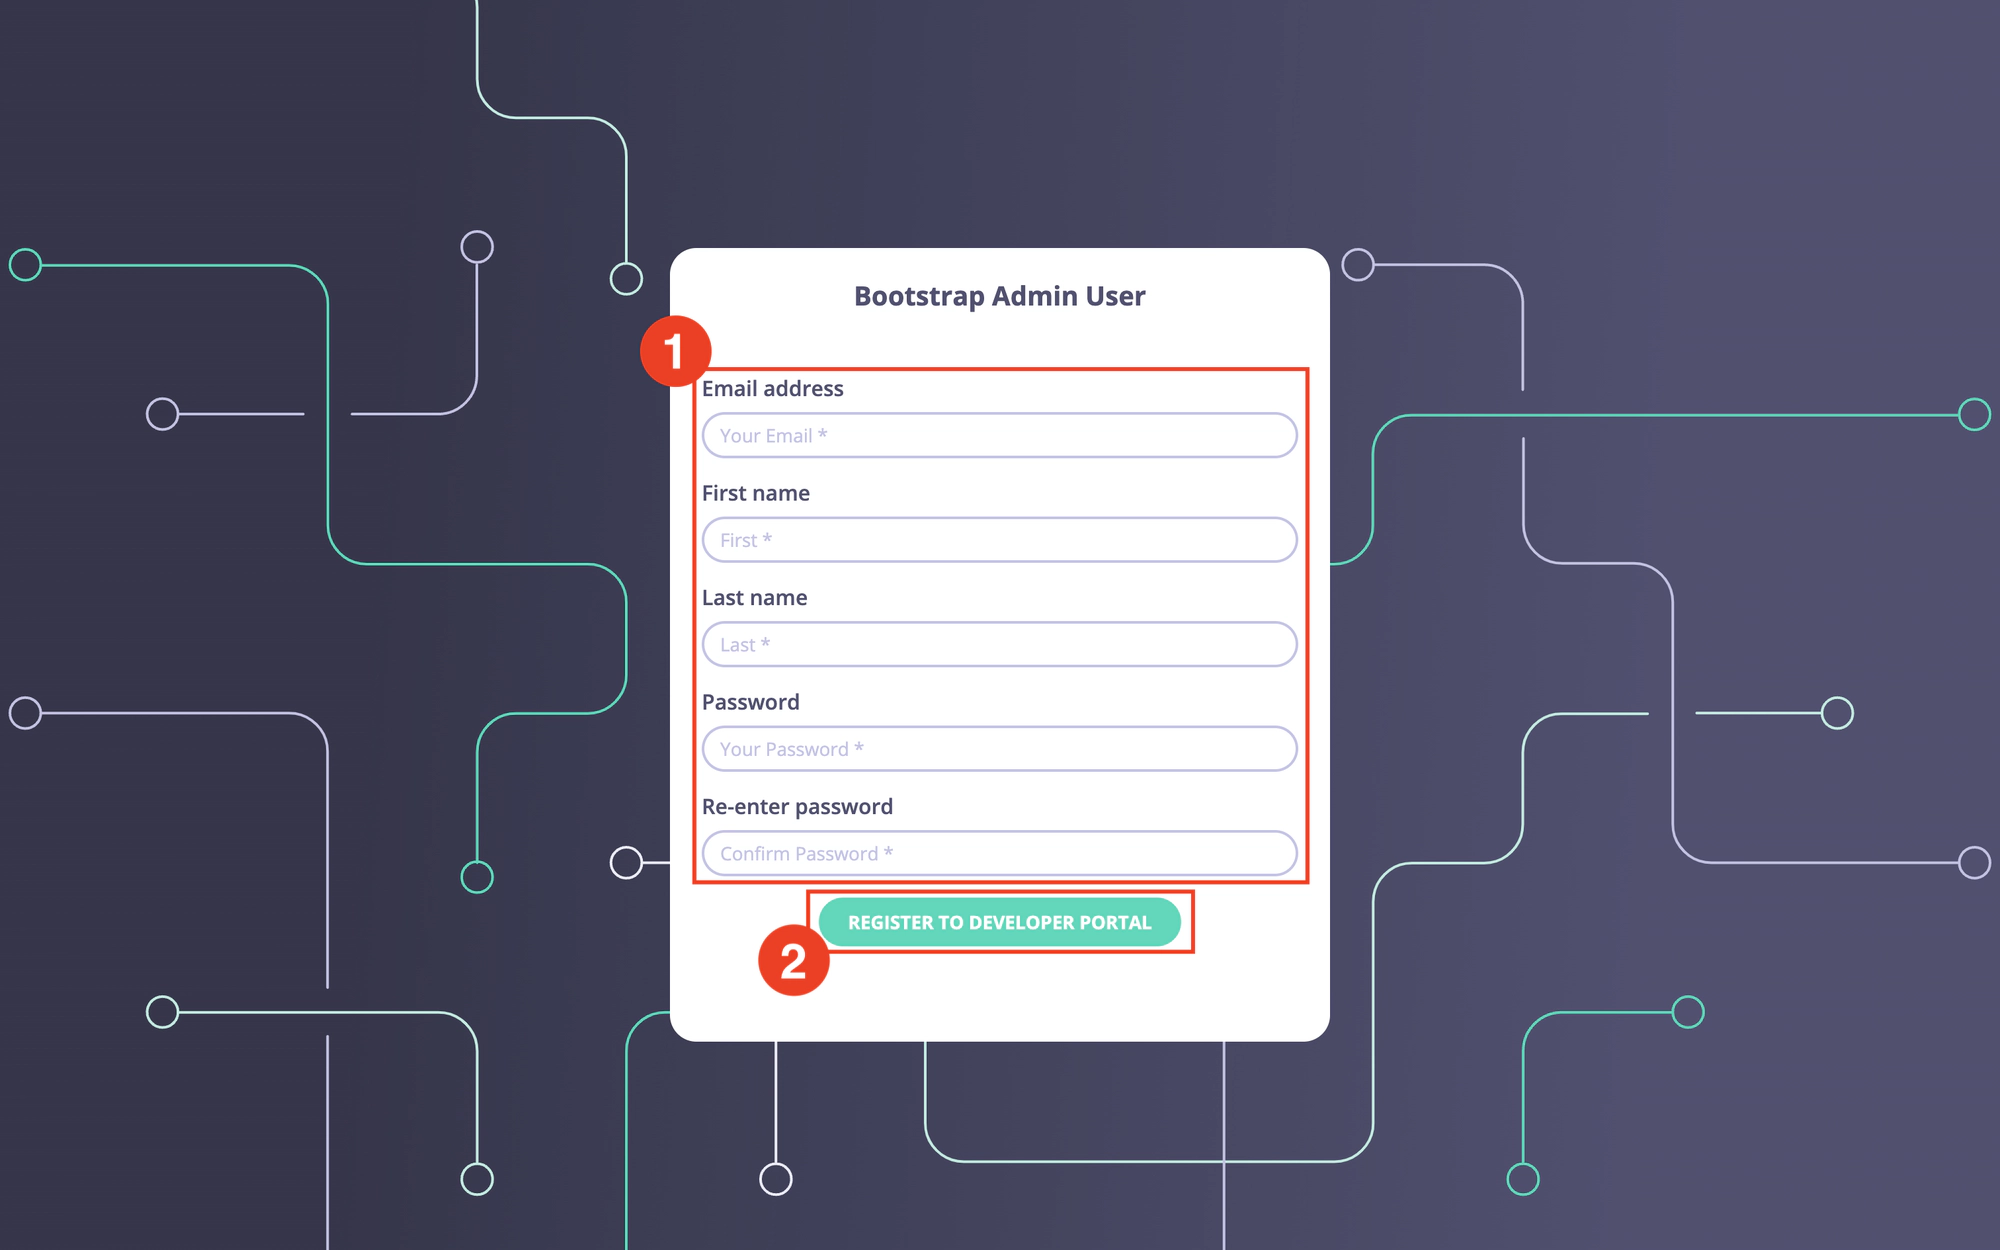 Bootstrap Admin User
1
Email address
Your Email *
First name
First *
Last name
Last *
Password
Your Password *
Re-enter password
Confirm Password *
REGISTER TO DEVELOPER PORTAL
2